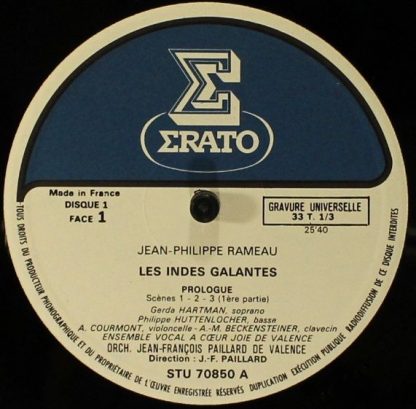 ERATO
Made in France
DISQUE 1
FACE 1
GRAVURE UNIVERSELLE
33 T. 1/3
25'40
JEAN-PHILIPPE RAMEAU
LES INDES GALANTES
PROLOGUE
Scènes 1 - 2 - 3 (1ère partie)
Gerda HARTMAN, soprano
Philippe HUTTENLOCHER, basse
A. COURMONT, violoncelle - A.-M. BECKENSTEINER, clavecin
ENSEMBLE VOCAL A CŒUR JOIE DE VALENCE
ORCH. JEAN-FRANÇOIS PAILLARD DE VALENCE
Direction : J.-F. PAILLARD
STU 70850 A
TOUS DROITS DU PRODUCTEUR PHONOGRAPHIQUE ET DU PROPRIETAIRE DE L'ŒUVRE ENREGISTRÉE RÉSERVÉS DUPLICATION EXÉCUTION PUBLIQUE RADIODIFFUSION DE CE DISQUE INTERDITES